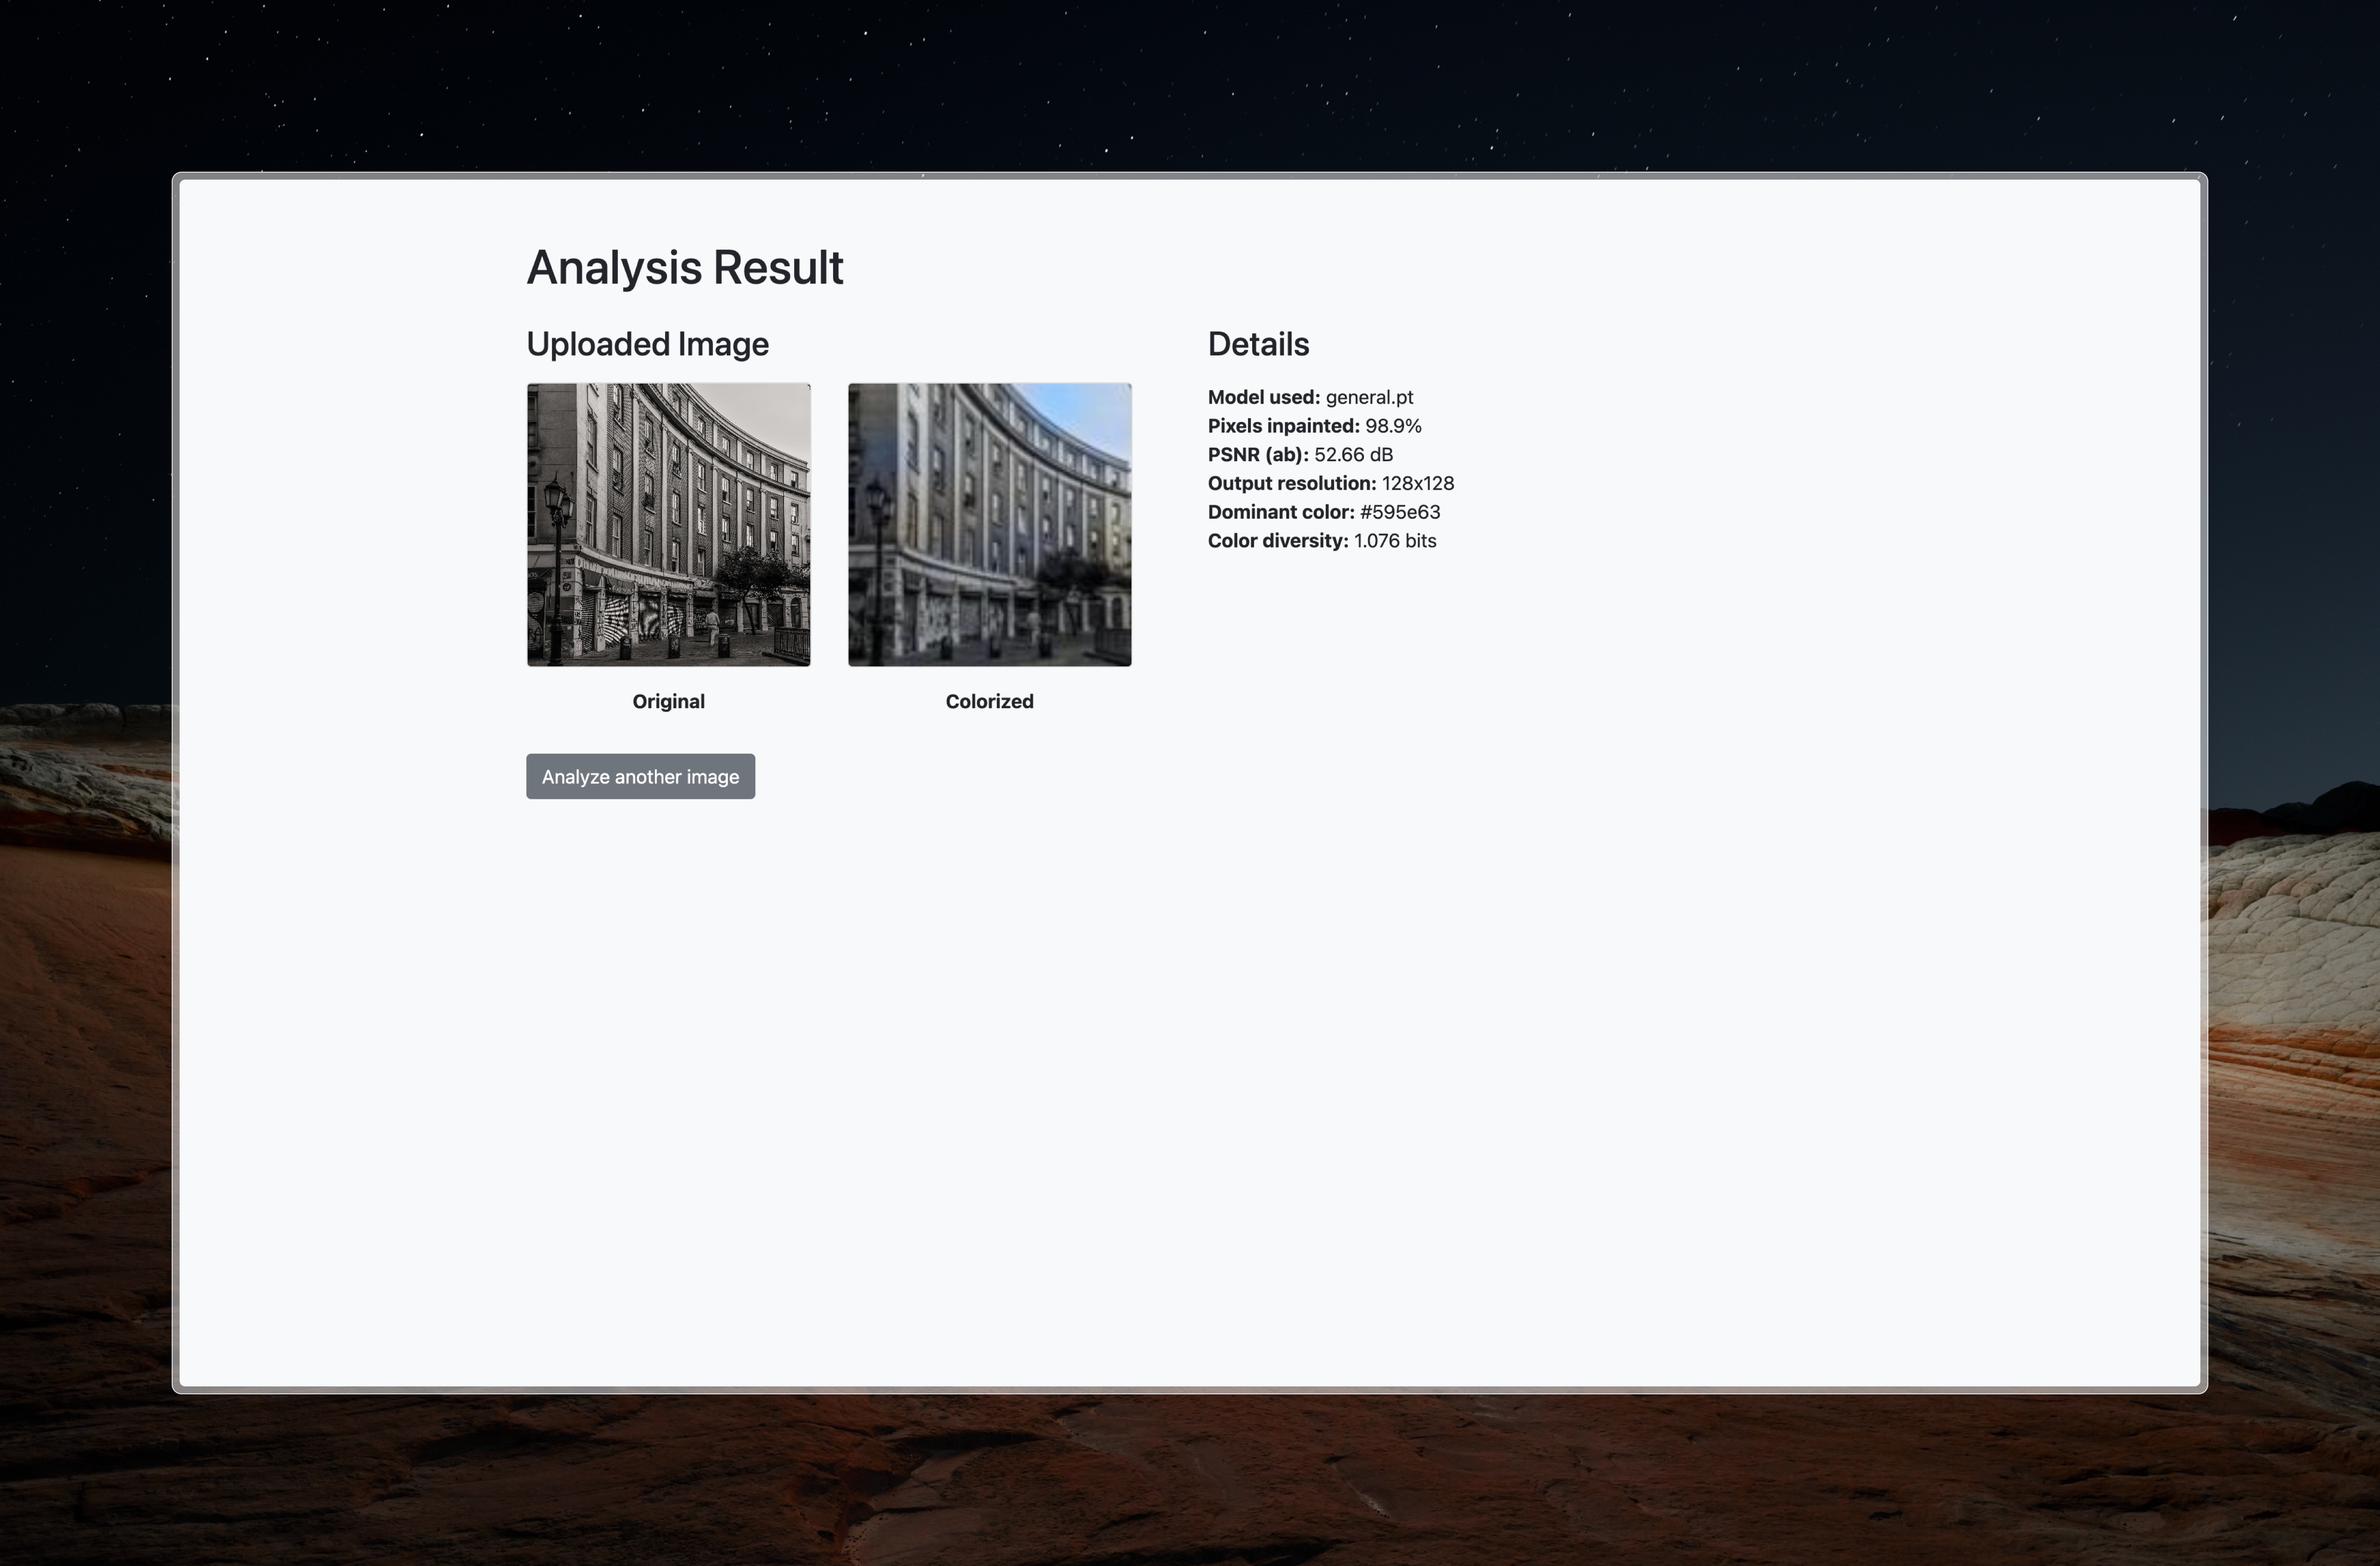 Analysis Result
Uploaded Image
Original
Colorized
Analyze another image
Details
Model used: general.pt
Pixels inpainted: 98.9%
PSNR (ab): 52.66 dB
Output resolution: 128x128
Dominant color: #595e63
Color diversity: 1.076 bits